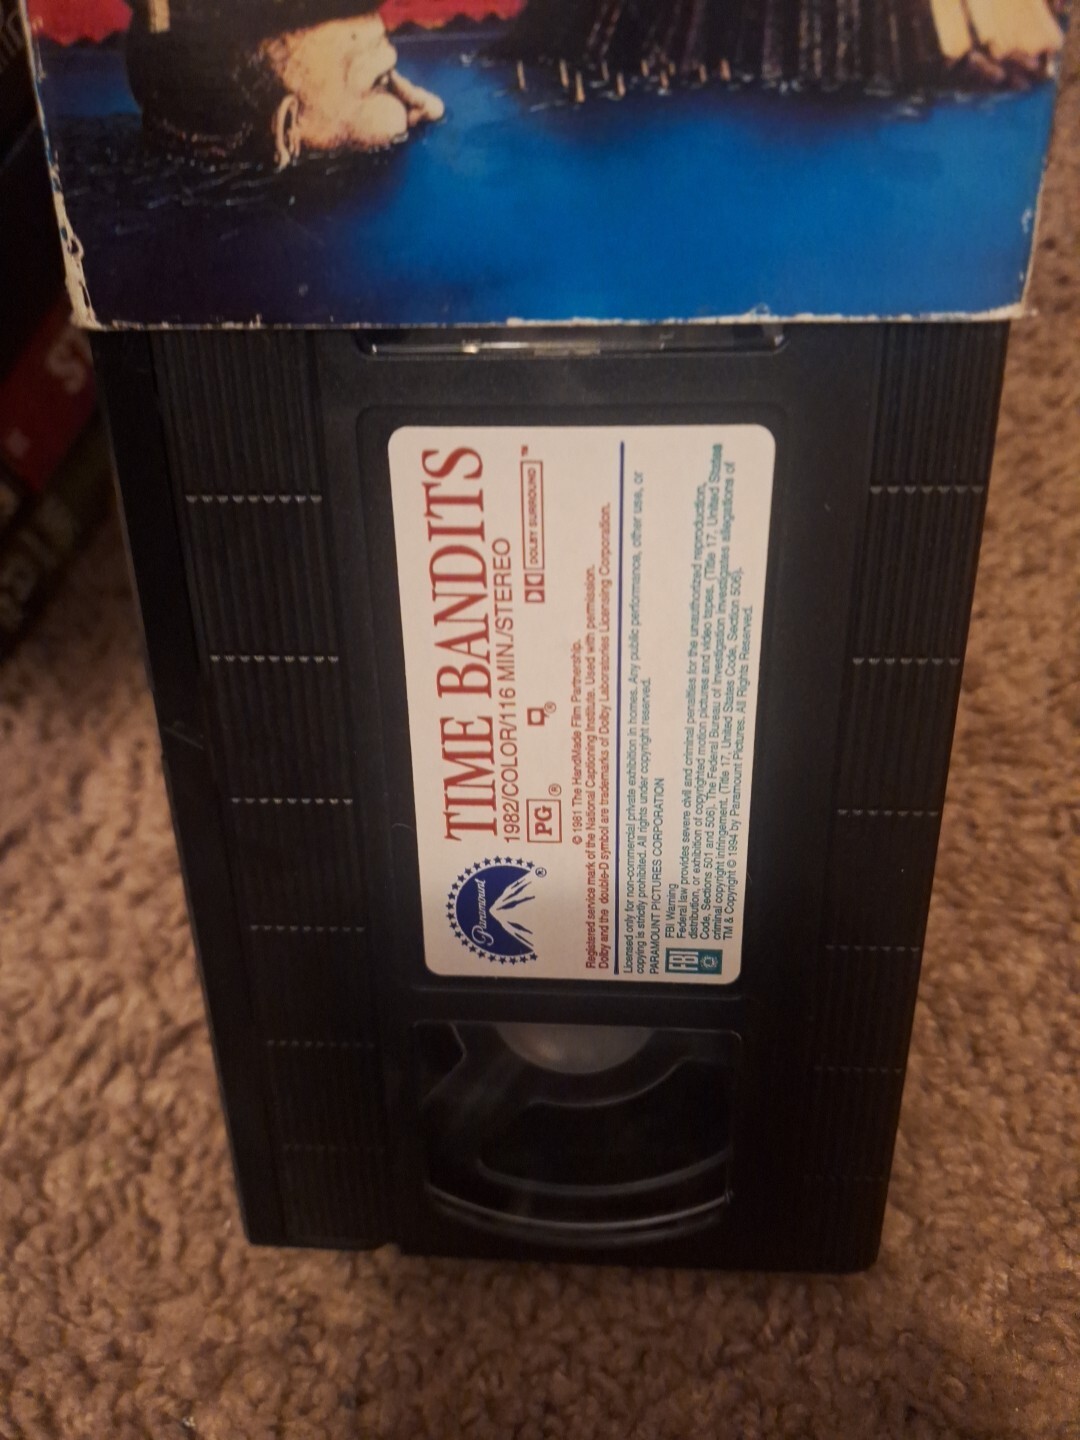 TIME BANDITS
1982/COLOR/116 MIN./STEREO
PG ® ® DOLBY SURROUND ™
Paramount ®
© 1981 The HandMade Film Partnership.
Registered service mark of the National Captioning Institute. Used with permission.
Dolby and the double-D symbol are trademarks of Dolby Laboratories Licensing Corporation.
Licensed only for non-commercial private exhibition in homes. Any public performance, other use, or
copying is strictly prohibited. All rights under copyright reserved.
PARAMOUNT PICTURES CORPORATION
FBI
FBI Warning
Federal law provides severe civil and criminal penalties for the unauthorized reproduction,
distribution, or exhibition of copyrighted motion pictures and video tapes, (Title 17, United States
Code, Sections 501 and 506). The Federal Bureau of Investigation investigates allegations of
criminal copyright infringement, (Title 17, United States Code, Section 506).
TM & Copyright © 1994 by Paramount Pictures. All Rights Reserved.